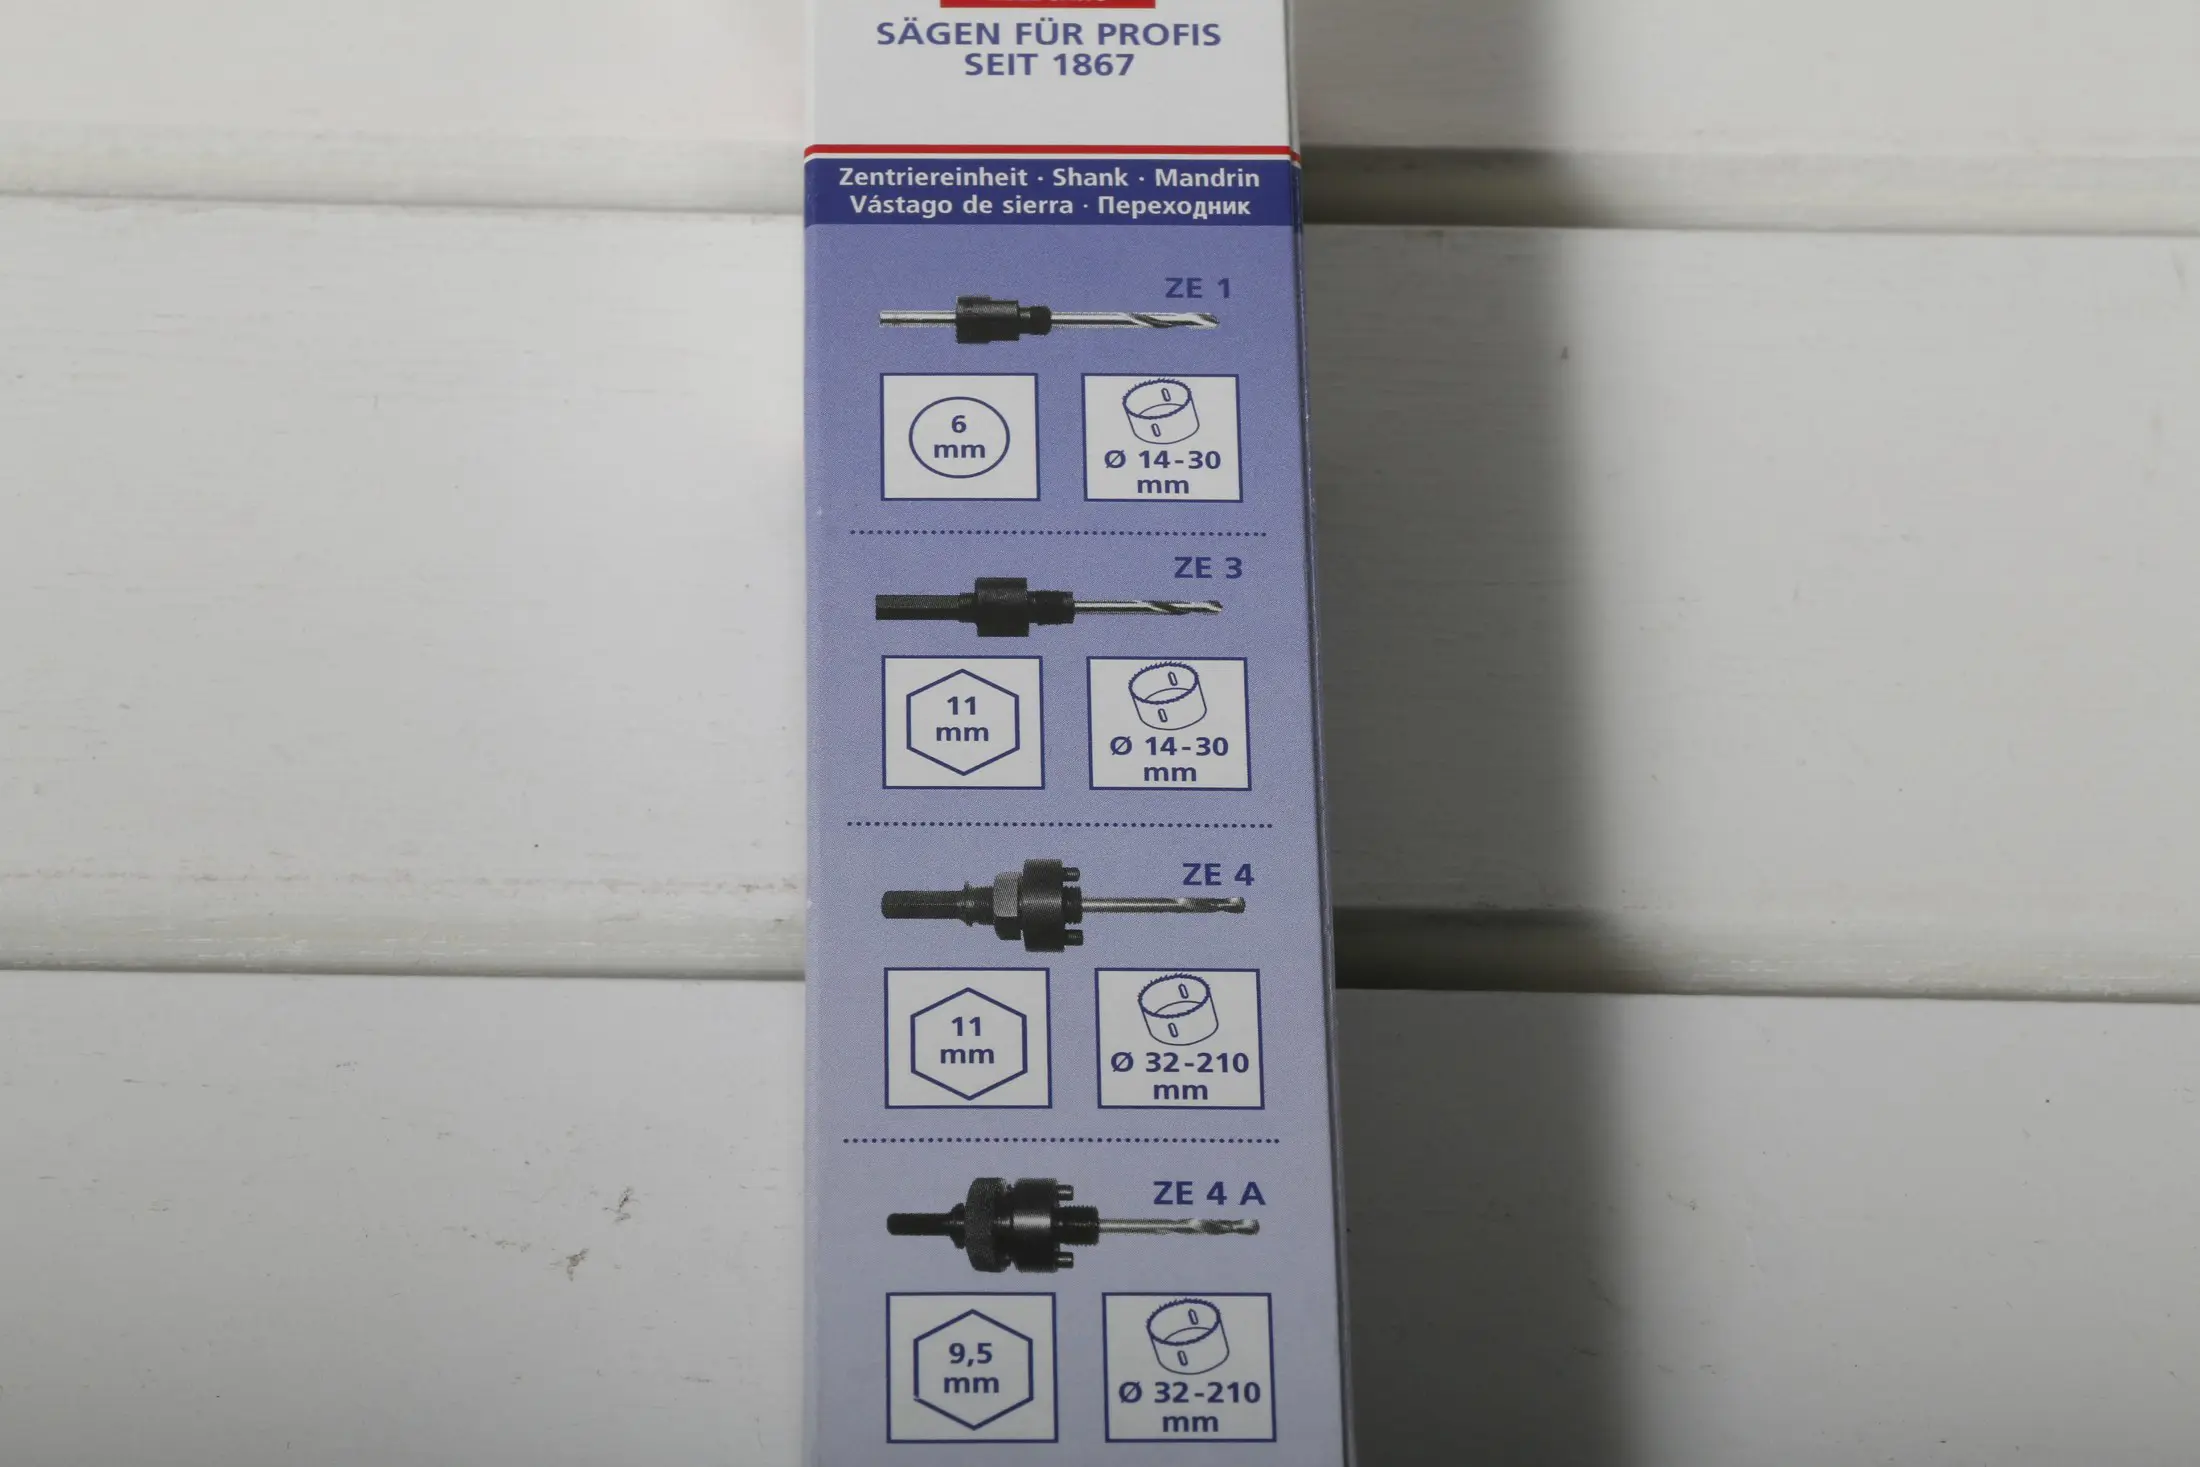 SÄGEN FÜR PROFIS
SEIT 1867
Zentriereinheit · Shank · Mandrin
Vástago de sierra · Переходник
ZE 1
6
mm
Ø 14-30
mm
ZE 3
11
mm
Ø 14-30
mm
ZE 4
11
mm
Ø 32-210
mm
ZE 4 A
9,5
mm
Ø 32-210
mm